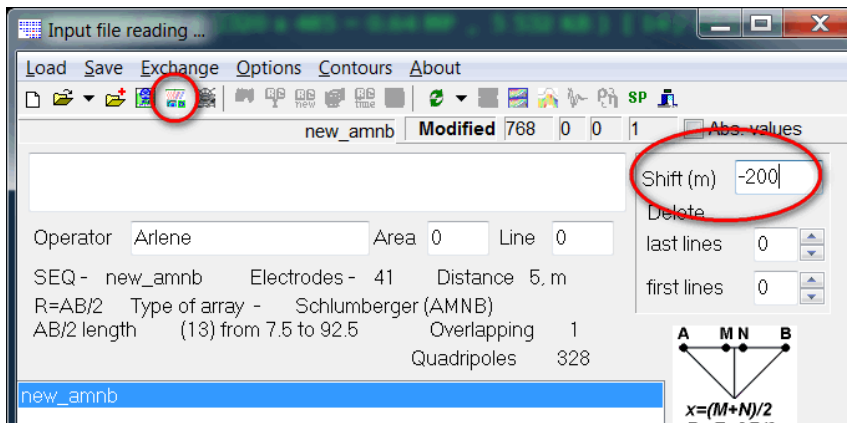 Input file reading ...
Load Save Exchange Options Contours About
SP
new_amnb Modified 768 0 0 1 Abs. values
Shift (m) -200
Delete
Operator Arlene Area 0 Line 0 last lines 0
SEQ - new_amnb Electrodes - 41 Distance 5, m first lines 0
R=AB/2 Type of array - Schlumberger (AMNB)
AB/2 length (13) from 7.5 to 92.5 Overlapping 1
Quadripoles 328
A M N B
new_amnb
x=(M+N)/2